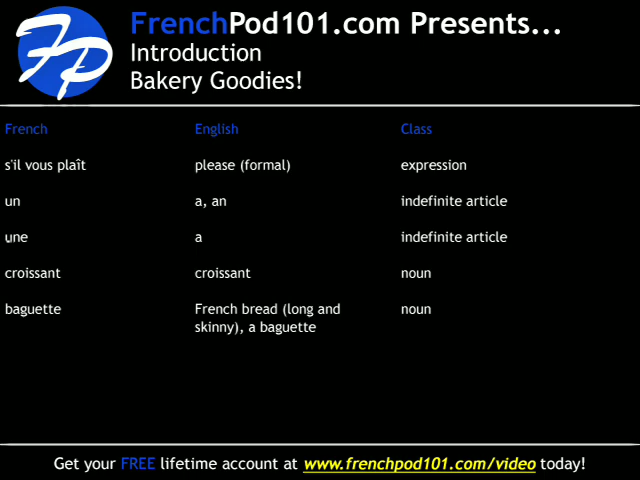 FP
FrenchPod101.com Presents...
Introduction
Bakery Goodies!
French English Class
s'il vous plaît please (formal) expression
un a, an indefinite article
une a indefinite article
croissant croissant noun
baguette French bread (long and noun
skinny), a baguette
Get your FREE lifetime account at www.frenchpod101.com/video today!